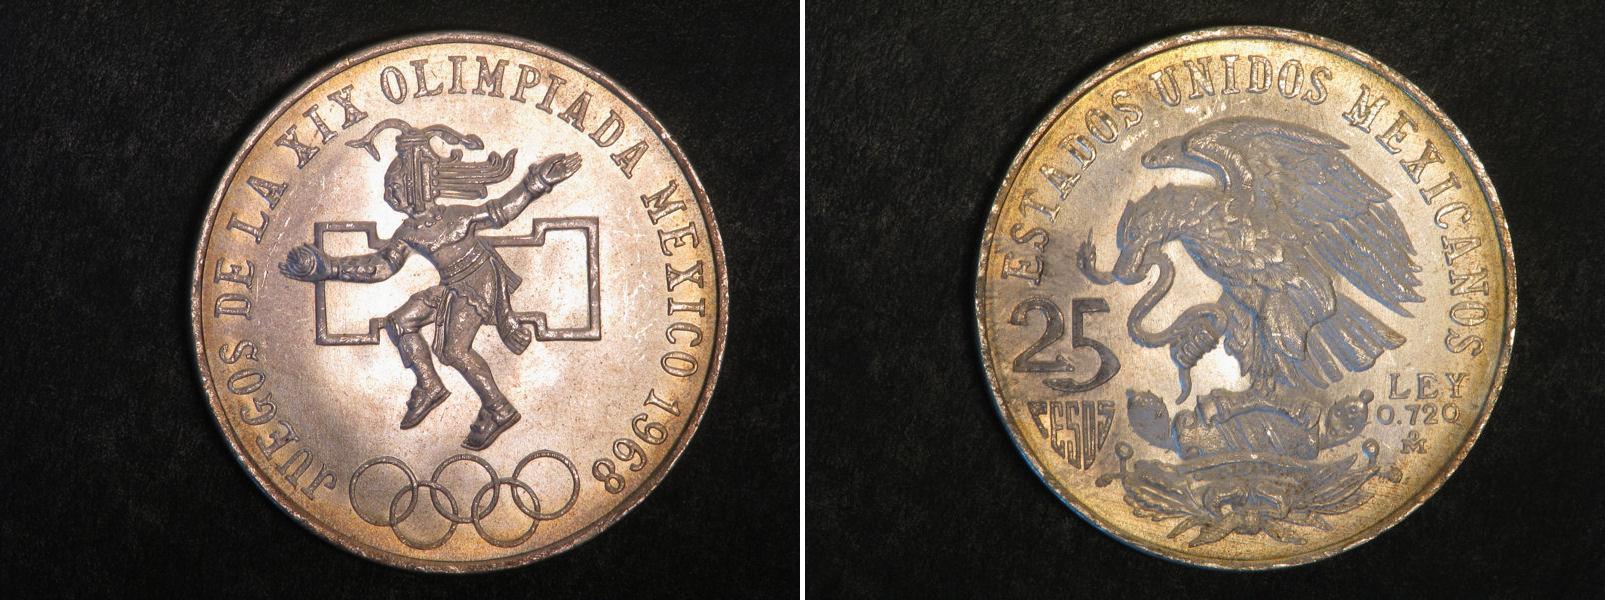 JUEGOS DE LA XIX OLIMPIADA MEXICO 1968
ESTADOS UNIDOS MEXICANOS
25
PESOS
LEY
0.720